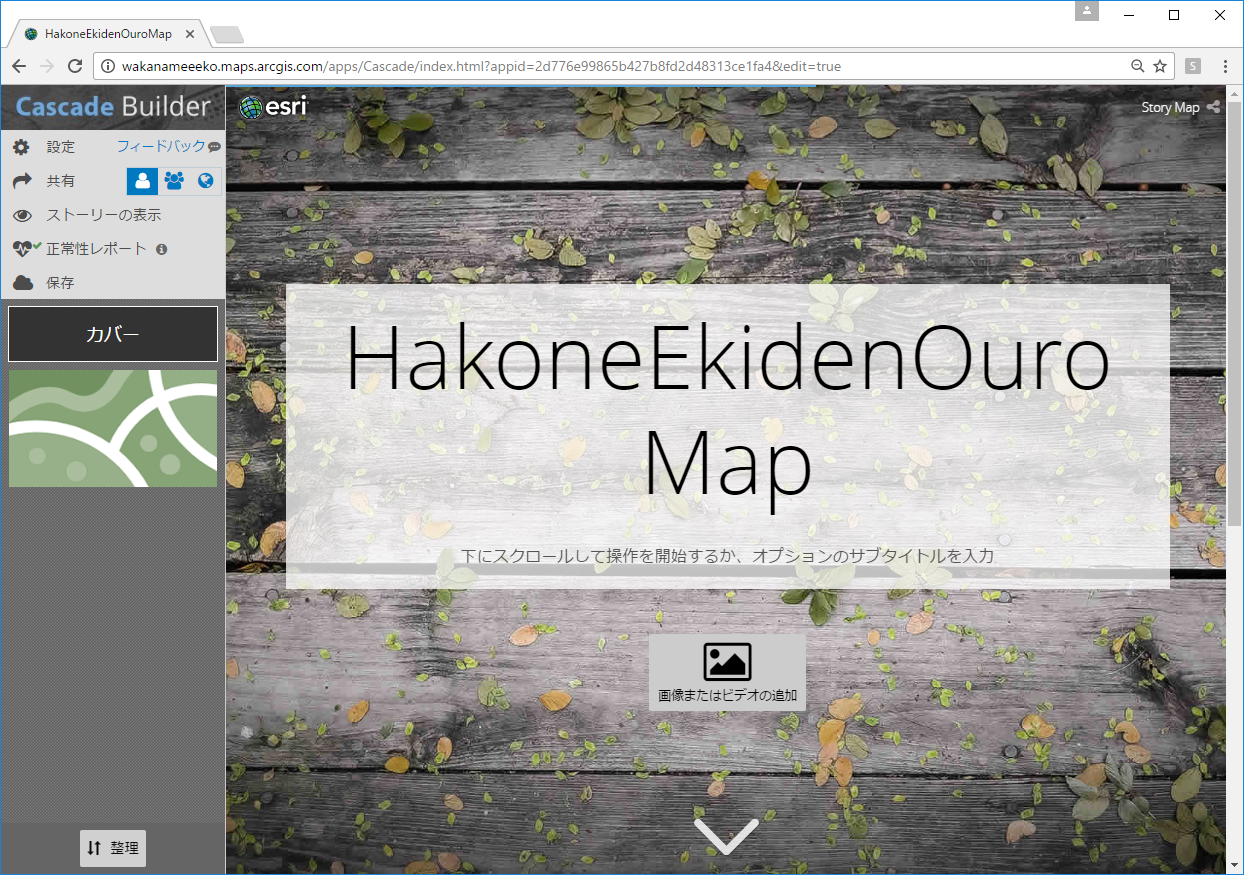 HakoneEkidenOuroMap
wakanameeeko.maps.arcgis.com/apps/Cascade/index.html?appid=2d776e99865b427b8fd2d48313ce1fa4&edit=true
S
Cascade Builder
esri
Story Map
設定 フィードバック
共有
ストーリーの表示
正常性レポート
保存
カバー
HakoneEkidenOuro
Map
下にスクロールして操作を開始するか、オプションのサブタイトルを入力
画像またはビデオの追加
整理